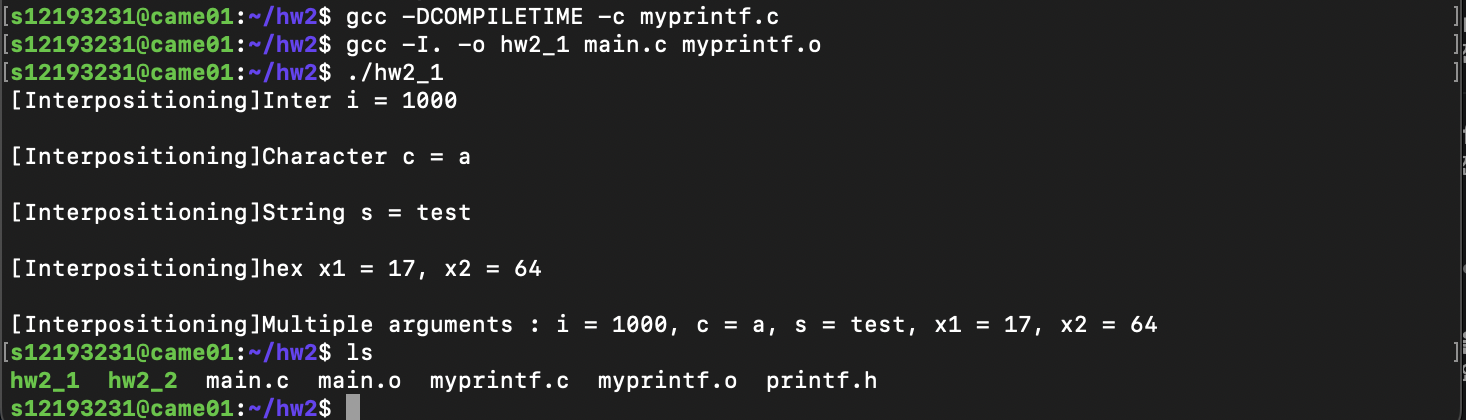 [s12193231@came01:~/hw2$ gcc -DCOMPILETIME -c myprintf.c ]
[s12193231@came01:~/hw2$ gcc -I. -o hw2_1 main.c myprintf.o ]
[s12193231@came01:~/hw2$ ./hw2_1 ]
[Interpositioning]Inter i = 1000
[Interpositioning]Character c = a
[Interpositioning]String s = test
[Interpositioning]hex x1 = 17, x2 = 64
[Interpositioning]Multiple arguments : i = 1000, c = a, s = test, x1 = 17, x2 = 64
[s12193231@came01:~/hw2$ ls ]
hw2_1 hw2_2 main.c main.o myprintf.c myprintf.o printf.h
s12193231@came01:~/hw2$